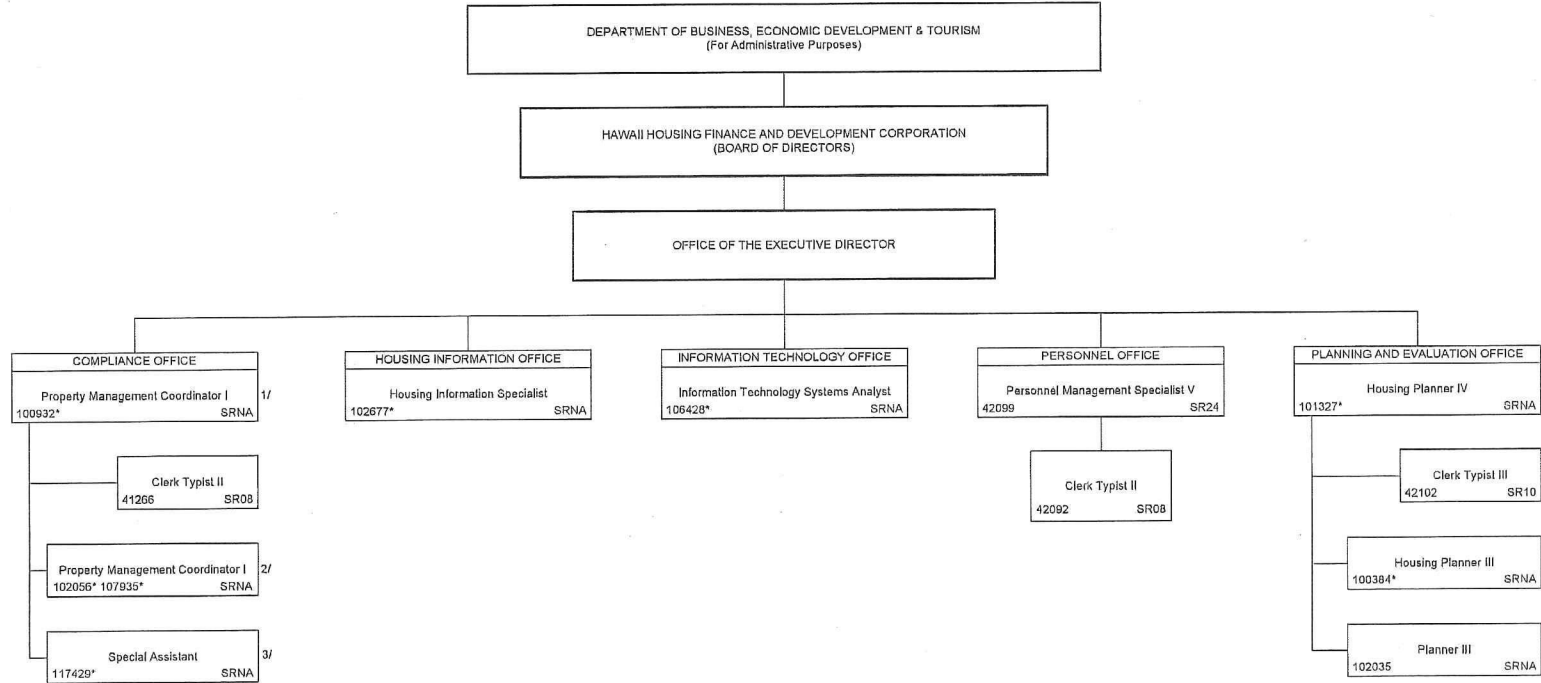 DEPARTMENT OF BUSINESS, ECONOMIC DEVELOPMENT & TOURISM
(For Administrative Purposes)
HAWAII HOUSING FINANCE AND DEVELOPMENT CORPORATION
(BOARD OF DIRECTORS)
OFFICE OF THE EXECUTIVE DIRECTOR
COMPLIANCE OFFICE
Property Management Coordinator I 1/
100932* SRNA
Clerk Typist II
41266 SR08
Property Management Coordinator I 2/
102056* 107935* SRNA
Special Assistant 3/
117429* SRNA
HOUSING INFORMATION OFFICE
Housing Information Specialist
102677* SRNA
INFORMATION TECHNOLOGY OFFICE
Information Technology Systems Analyst
106428* SRNA
PERSONNEL OFFICE
Personnel Management Specialist V
42099 SR24
Clerk Typist II
42092 SR08
PLANNING AND EVALUATION OFFICE
Housing Planner IV
101327* SRNA
Clerk Typist III
42102 SR10
Housing Planner III
100384* SRNA
Planner III
102035 SRNA